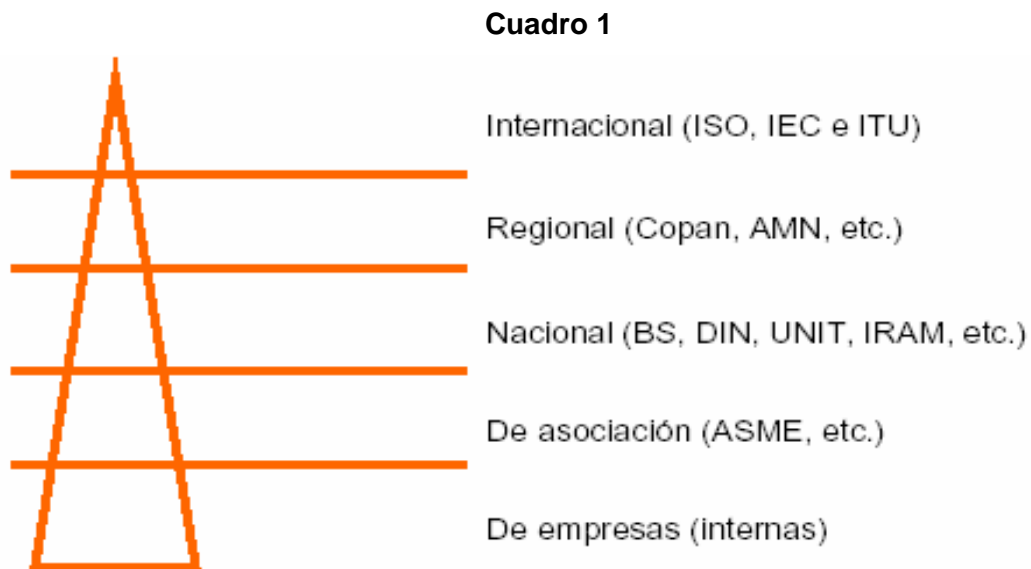 Cuadro 1
Internacional (ISO, IEC e ITU)
Regional (Copan, AMN, etc.)
Nacional (BS, DIN, UNIT, IRAM, etc.)
De asociación (ASME, etc.)
De empresas (internas)